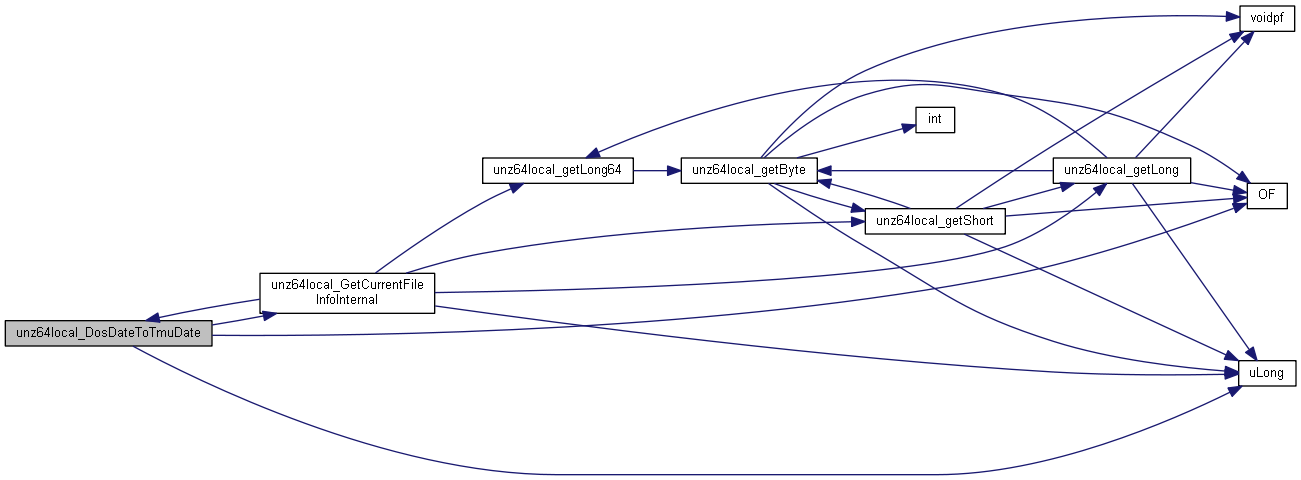 voidpf
int
unz64local_getLong64
unz64local_getByte
unz64local_getLong
OF
unz64local_getShort
unz64local_GetCurrentFile
InfoInternal
unz64local_DosDateToTmuDate
uLong